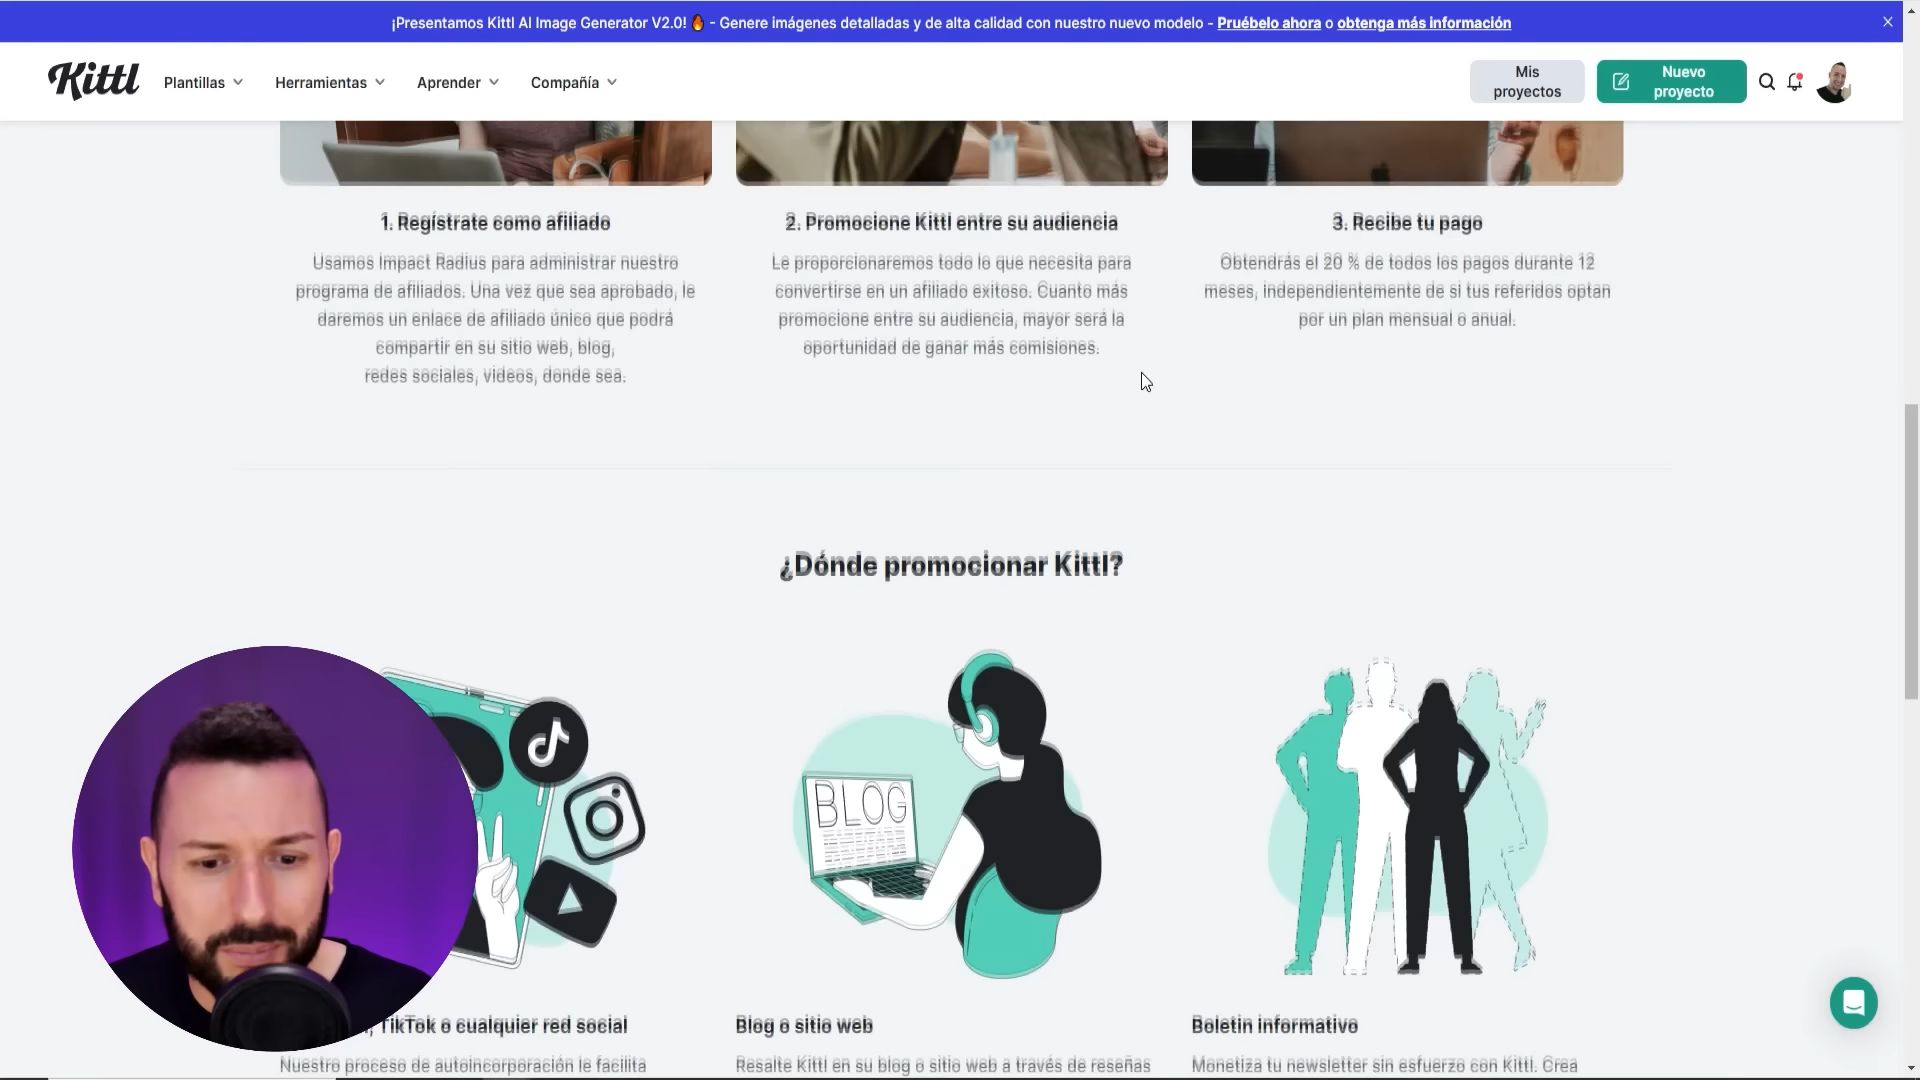 ¡Presentamos Kittl AI Image Generator V2.0! 🔥 - Genere imágenes detalladas y de alta calidad con nuestro nuevo modelo - Pruébelo ahora o obtenga más información
Kittl
Plantillas
Herramientas
Aprender
Compañía
Mis
proyectos
Nuevo
proyecto
1. Regístrate como afiliado
Usamos Impact Radius para administrar nuestro
programa de afiliados. Una vez que sea aprobado, le
daremos un enlace de afiliado único que podrá
compartir en su sitio web, blog,
redes sociales, videos, donde sea.
2. Promocione Kittl entre su audiencia
Le proporcionaremos todo lo que necesita para
convertirse en un afiliado exitoso. Cuanto más
promocione entre su audiencia, mayor será la
oportunidad de ganar más comisiones.
3. Recibe tu pago
Obtendrás el 20 % de todos los pagos durante 12
meses, independientemente de si tus referidos optan
por un plan mensual o anual.
¿Dónde promocionar Kittl?
BLOG
, TikTok o cualquier red social
Nuestro proceso de autoincorporación le facilita
Blog o sitio web
Resalte Kittl en su blog o sitio web a través de reseñas
Boletin informativo
Monetiza tu newsletter sin esfuerzo con Kittl. Crea